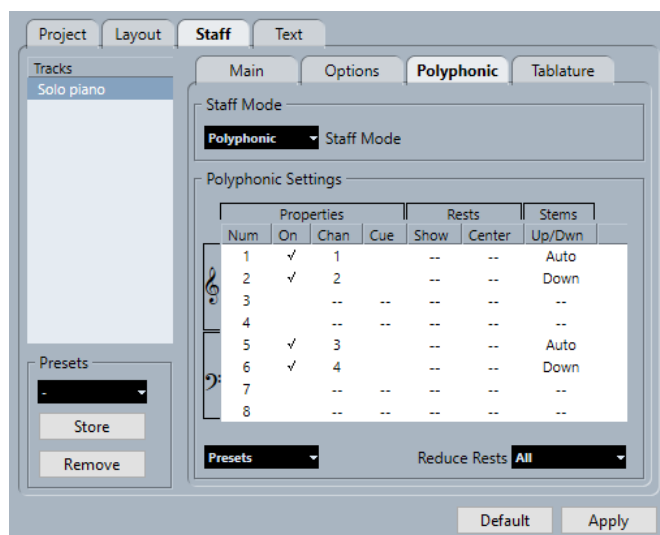 Project Layout Staff Text
Tracks
Solo piano
Main Options Polyphonic Tablature
Staff Mode
Polyphonic Staff Mode
Polyphonic Settings
Properties Rests Stems
Num On Chan Cue Show Center Up/Dwn
1 √ 1 -- -- Auto
2 √ 2 -- -- Down
3 -- -- -- -- --
4 -- -- -- -- --
5 √ 3 -- -- Auto
6 √ 4 -- -- Down
7 -- -- -- -- --
8 -- -- -- -- --
Presets
-
Store
Remove
Presets Reduce Rests All
Default Apply